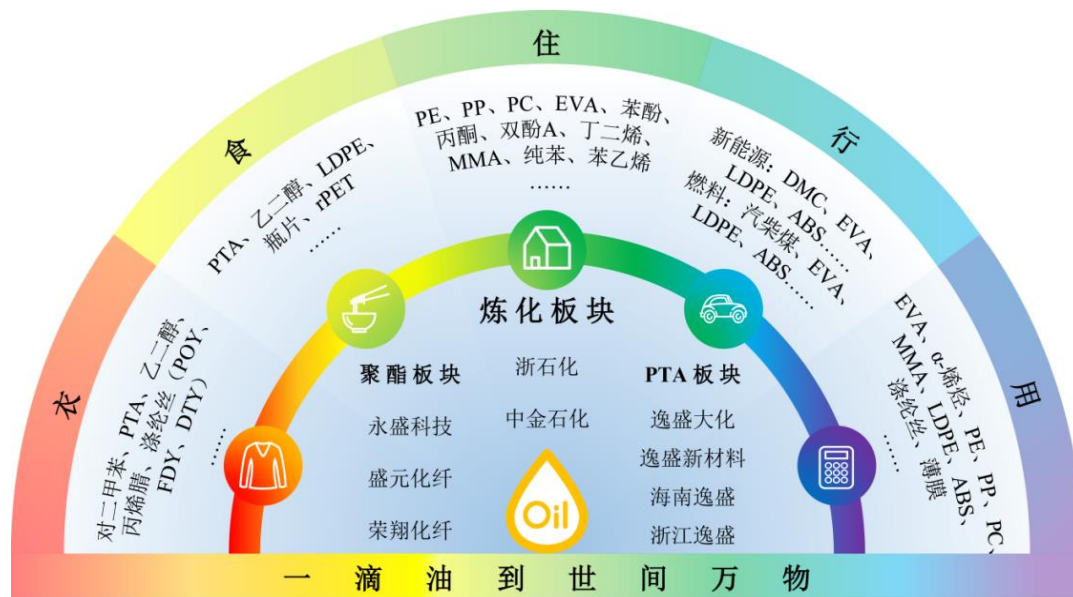 衣
食
住
行
用
对二甲苯、PTA、乙二醇、
丙烯腈、涤纶丝（POY、
FDY、DTY）
……
PTA、乙二醇、LDPE、
瓶片、rPET
……
PE、PP、PC、EVA、苯酚、
丙酮、双酚A、丁二烯、
MMA、纯苯、苯乙烯
……
新能源：DMC、EVA、
LDPE、ABS……
燃料：汽柴煤、EVA、
LDPE、ABS……
EVA、α-烯烃、PE、PP、PC、
MMA、LDPE、ABS、
涤纶丝、薄膜
……
炼化板块
浙石化
中金石化
聚酯板块
永盛科技
盛元化纤
荣翔化纤
PTA 板块
逸盛大化
逸盛新材料
海南逸盛
浙江逸盛
Oil
一滴油到世间万物